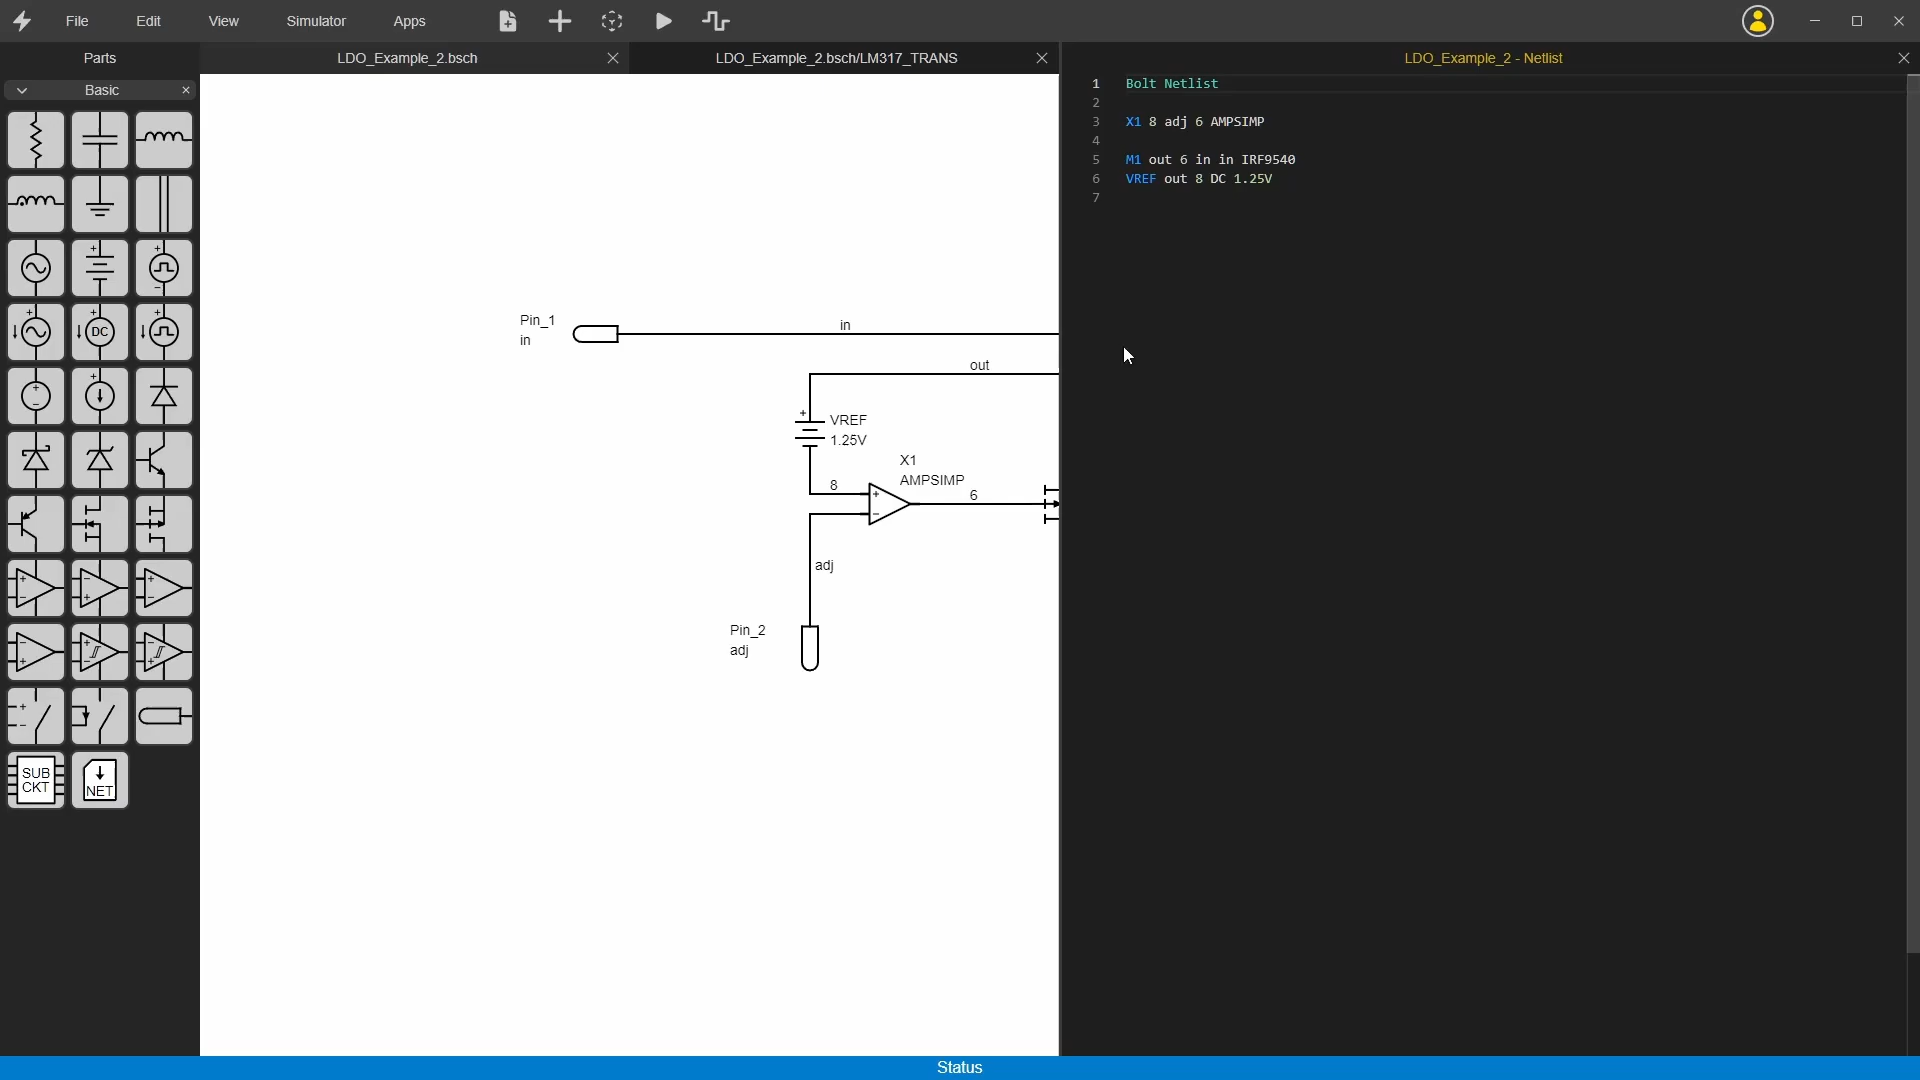 File Edit View Simulator Apps
Parts
LDO_Example_2.bsch
LDO_Example_2.bsch/LM317_TRANS
LDO_Example_2 - Netlist
Basic
DC
SUB
CKT
NET
Pin_1
in
in
out
+
VREF
1.25V
X1
AMPSIMP
8
6
+
−
adj
Pin_2
adj
1 Bolt Netlist
2
3 X1 8 adj 6 AMPSIMP
4
5 M1 out 6 in in IRF9540
6 VREF out 8 DC 1.25V
7
Status